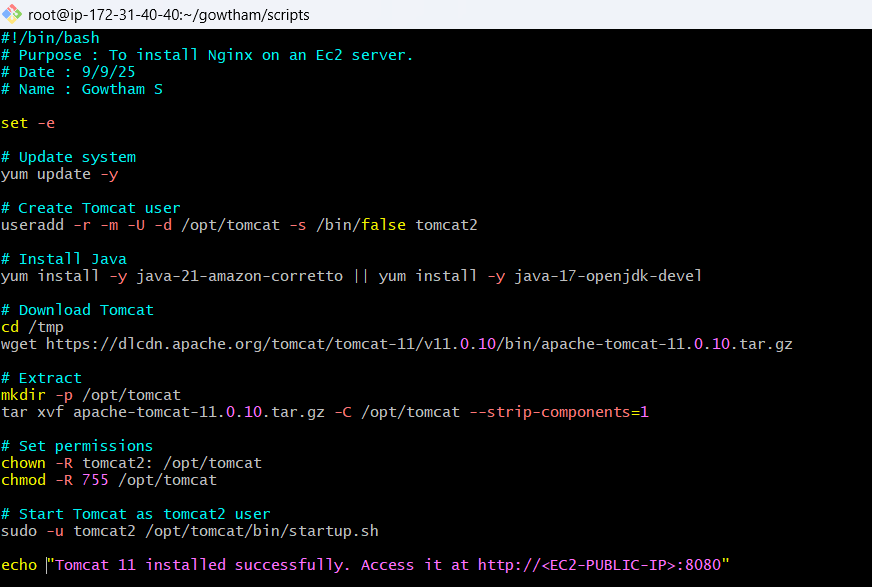 root@ip-172-31-40-40:~/gowtham/scripts
#!/bin/bash
# Purpose : To install Nginx on an Ec2 server.
# Date : 9/9/25
# Name : Gowtham S
set -e
# Update system
yum update -y
# Create Tomcat user
useradd -r -m -U -d /opt/tomcat -s /bin/false tomcat2
# Install Java
yum install -y java-21-amazon-corretto || yum install -y java-17-openjdk-devel
# Download Tomcat
cd /tmp
wget https://dlcdn.apache.org/tomcat/tomcat-11/v11.0.10/bin/apache-tomcat-11.0.10.tar.gz
# Extract
mkdir -p /opt/tomcat
tar xvf apache-tomcat-11.0.10.tar.gz -C /opt/tomcat --strip-components=1
# Set permissions
chown -R tomcat2: /opt/tomcat
chmod -R 755 /opt/tomcat
# Start Tomcat as tomcat2 user
sudo -u tomcat2 /opt/tomcat/bin/startup.sh
echo "Tomcat 11 installed successfully. Access it at http://<EC2-PUBLIC-IP>:8080"